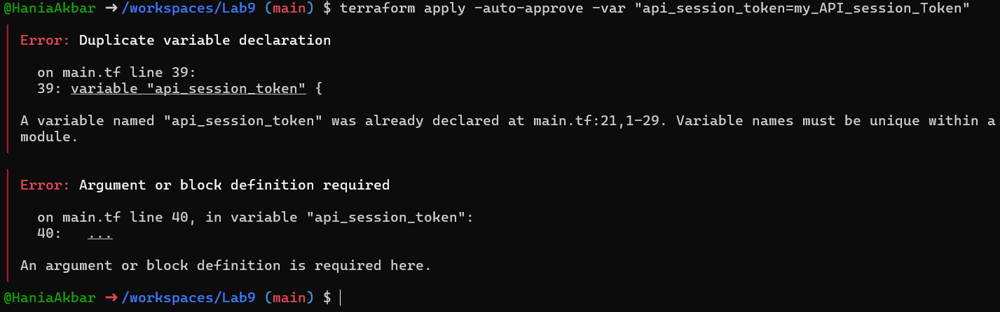 @HaniaAkbar ➜ /workspaces/Lab9 (main) $ terraform apply -auto-approve -var "api_session_token=my_API_session_Token"
Error: Duplicate variable declaration
on main.tf line 39:
39: variable "api_session_token" {
A variable named "api_session_token" was already declared at main.tf:21,1-29. Variable names must be unique within a
module.
Error: Argument or block definition required
on main.tf line 40, in variable "api_session_token":
40: ...
An argument or block definition is required here.
@HaniaAkbar ➜ /workspaces/Lab9 (main) $